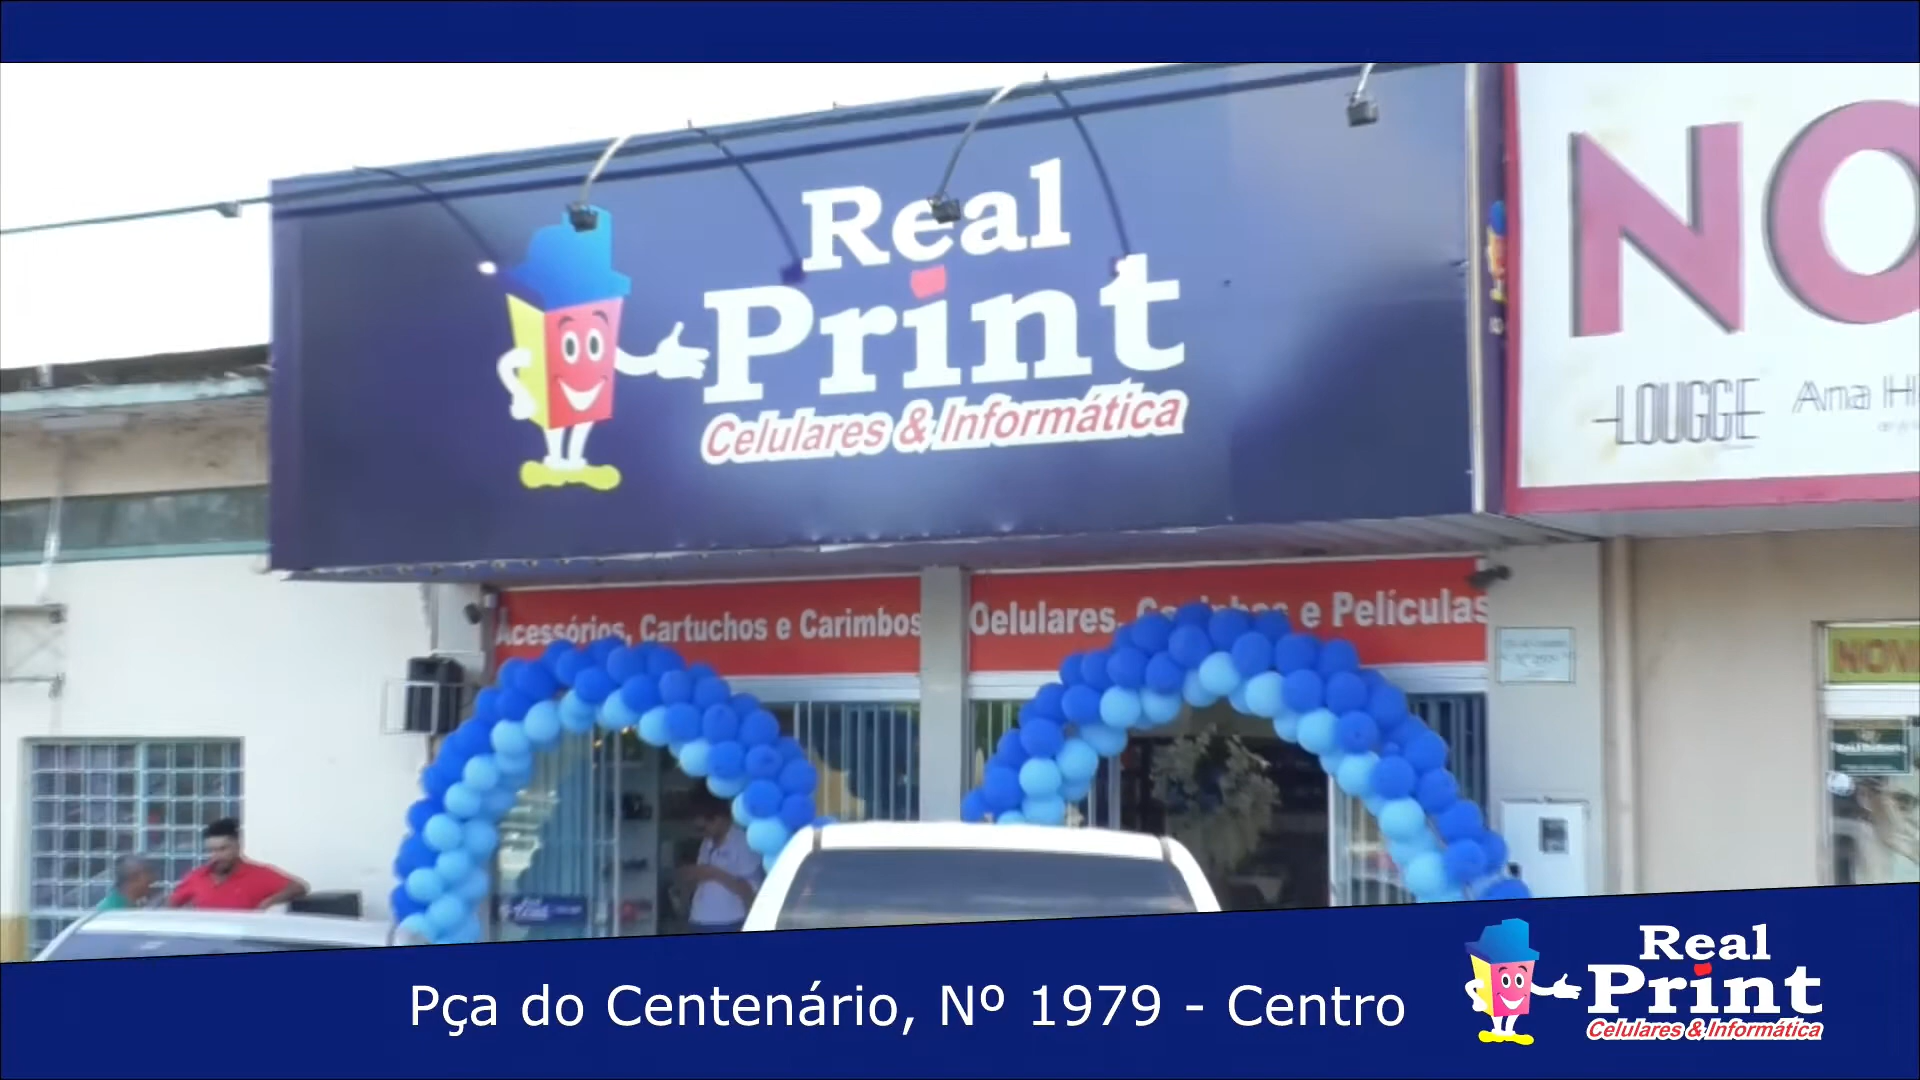 Real
Print
Celulares & Informática
NO
LOUGGE
Ana
Acessórios, Cartuchos e Carimbos
Celulares, e Películas
NOV
Pça do Centenário, Nº 1979 - Centro
Real
Print
Celulares & Informática